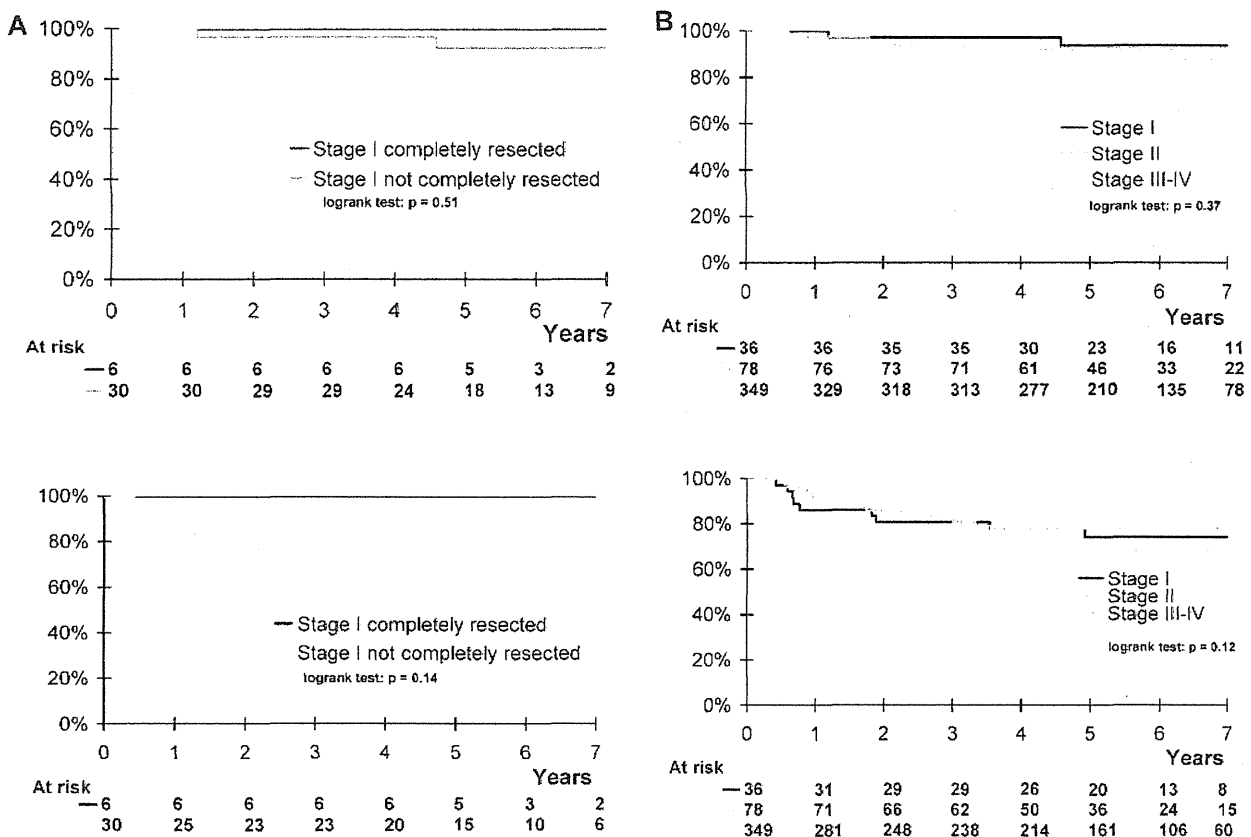 A
100%
80%
60%
40%
20%
0%
Stage I completely resected
Stage I not completely resected
logrank test: p = 0.51
0 1 2 3 4 5 6 7
Years
At risk
6 6 6 6 6 5 3 2
30 30 29 29 24 18 13 9
B
100%
80%
60%
40%
20%
0%
Stage I
Stage II
Stage III-IV
logrank test: p = 0.37
0 1 2 3 4 5 6 7
Years
At risk
36 36 35 35 30 23 16 11
78 76 73 71 61 46 33 22
349 329 318 313 277 210 135 78
100%
80%
60%
40%
20%
0%
Stage I completely resected
Stage I not completely resected
logrank test: p = 0.14
0 1 2 3 4 5 6 7
Years
At risk
6 6 6 6 6 5 3 2
30 25 23 23 20 15 10 6
100%
80%
60%
40%
20%
0%
Stage I
Stage II
Stage III-IV
logrank test: p = 0.12
0 1 2 3 4 5 6 7
Years
At risk
36 31 29 29 26 20 13 8
78 71 66 62 50 36 24 15
349 281 248 238 214 161 106 60